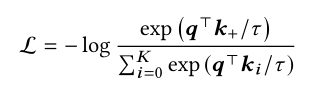 ℒ = − log exp (q⊤k₊/τ) / ∑ᵢ₌₀ᴷ exp (q⊤kᵢ/τ)